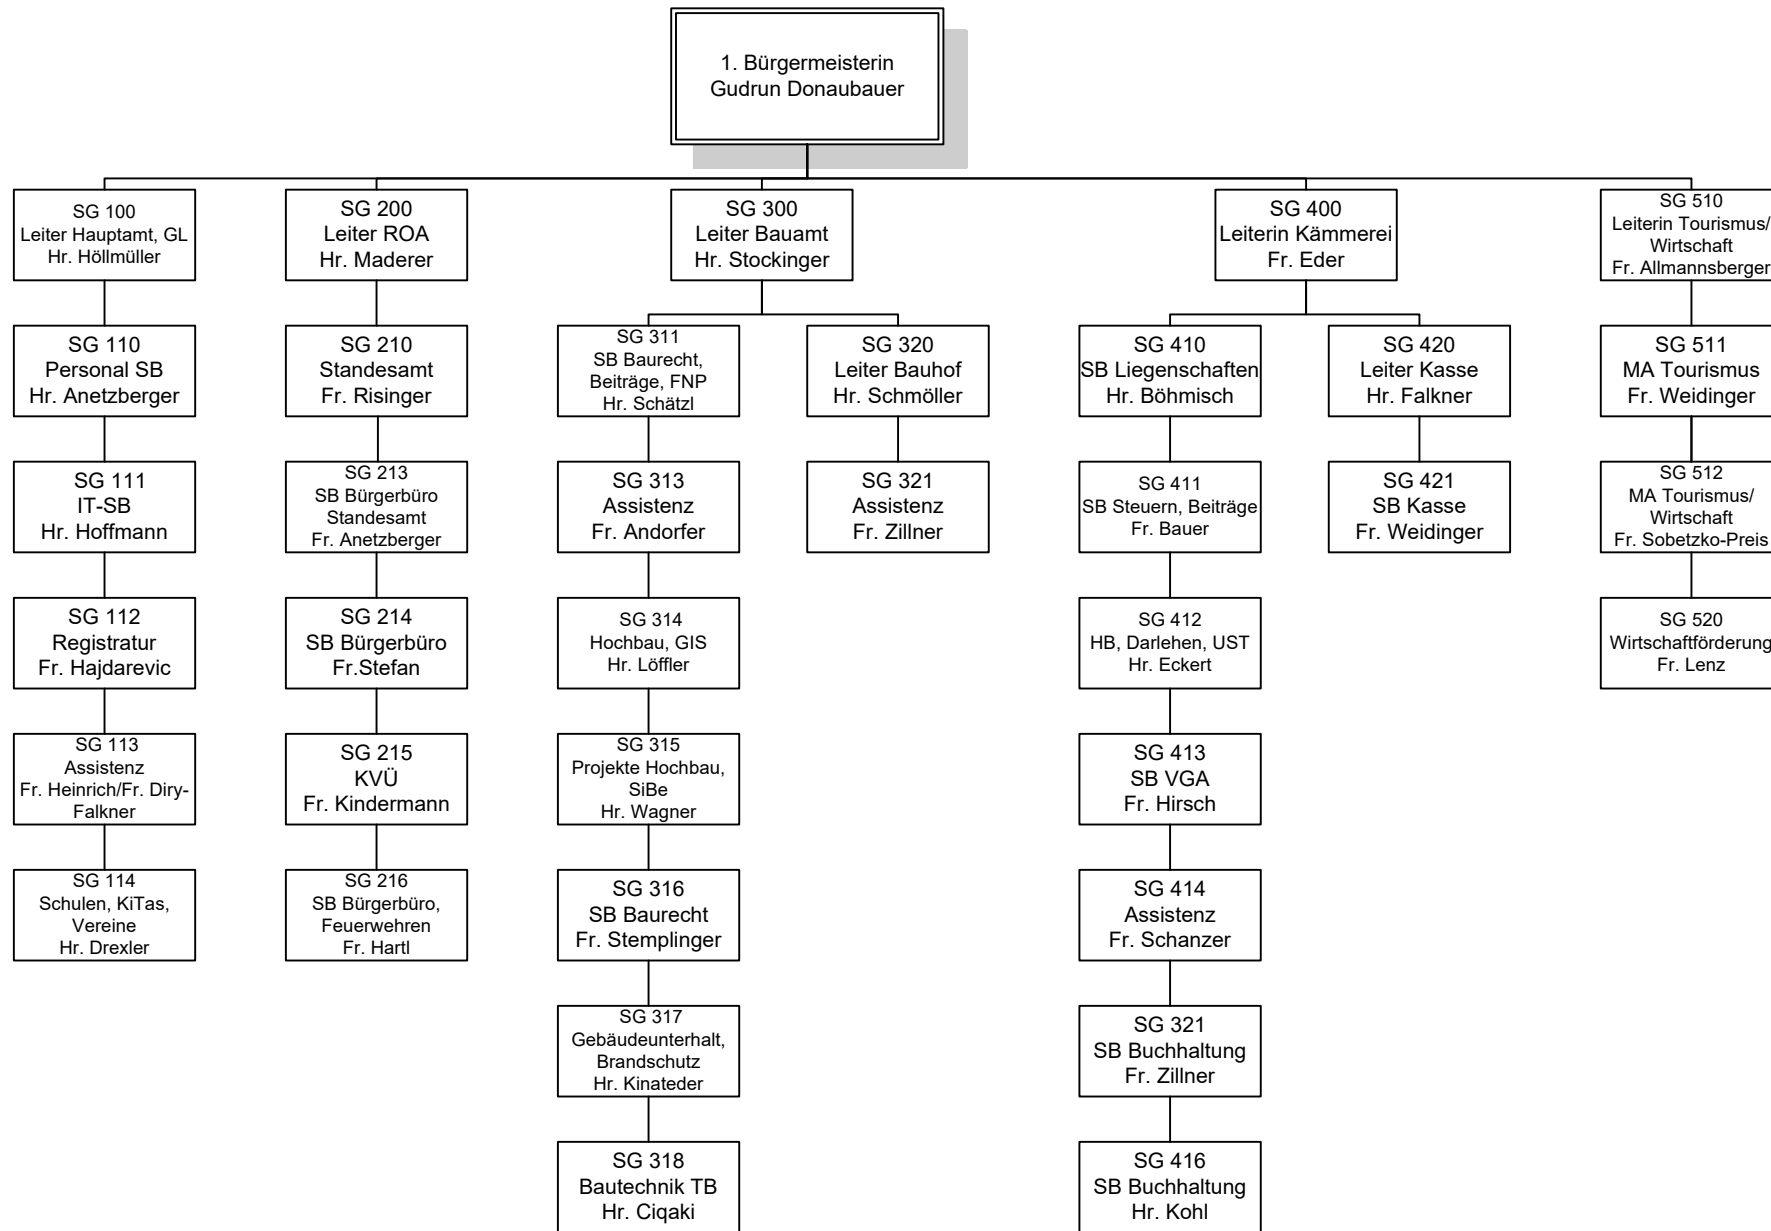 1. Bürgermeisterin
Gudrun Donaubauer
SG 100
Leiter Hauptamt, GL
Hr. Höllmüller
SG 200
Leiter ROA
Hr. Maderer
SG 300
Leiter Bauamt
Hr. Stockinger
SG 400
Leiterin Kämmerei
Fr. Eder
SG 510
Leiterin Tourismus/
Wirtschaft
Fr. Allmannsberger
SG 110
Personal SB
Hr. Anetzberger
SG 210
Standesamt
Fr. Risinger
SG 311
SB Baurecht,
Beiträge, FNP
Hr. Schätzl
SG 320
Leiter Bauhof
Hr. Schmöller
SG 410
SB Liegenschaften
Hr. Böhmisch
SG 420
Leiter Kasse
Hr. Falkner
SG 511
MA Tourismus
Fr. Weidinger
SG 111
IT-SB
Hr. Hoffmann
SG 213
SB Bürgerbüro
Standesamt
Fr. Anetzberger
SG 313
Assistenz
Fr. Andorfer
SG 321
Assistenz
Fr. Zillner
SG 411
SB Steuern, Beiträge
Fr. Bauer
SG 421
SB Kasse
Fr. Weidinger
SG 512
MA Tourismus/
Wirtschaft
Fr. Sobetzko-Preis
SG 112
Registratur
Fr. Hajdarevic
SG 214
SB Bürgerbüro
Fr.Stefan
SG 314
Hochbau, GIS
Hr. Löffler
SG 412
HB, Darlehen, UST
Hr. Eckert
SG 520
Wirtschaftförderung
Fr. Lenz
SG 113
Assistenz
Fr. Heinrich/Fr. Diry-
Falkner
SG 215
KVÜ
Fr. Kindermann
SG 315
Projekte Hochbau,
SiBe
Hr. Wagner
SG 413
SB VGA
Fr. Hirsch
SG 114
Schulen, KiTas,
Vereine
Hr. Drexler
SG 216
SB Bürgerbüro,
Feuerwehren
Fr. Hartl
SG 316
SB Baurecht
Fr. Stemplinger
SG 414
Assistenz
Fr. Schanzer
SG 317
Gebäudeunterhalt,
Brandschutz
Hr. Kinateder
SG 321
SB Buchhaltung
Fr. Zillner
SG 318
Bautechnik TB
Hr. Ciqaki
SG 416
SB Buchhaltung
Hr. Kohl